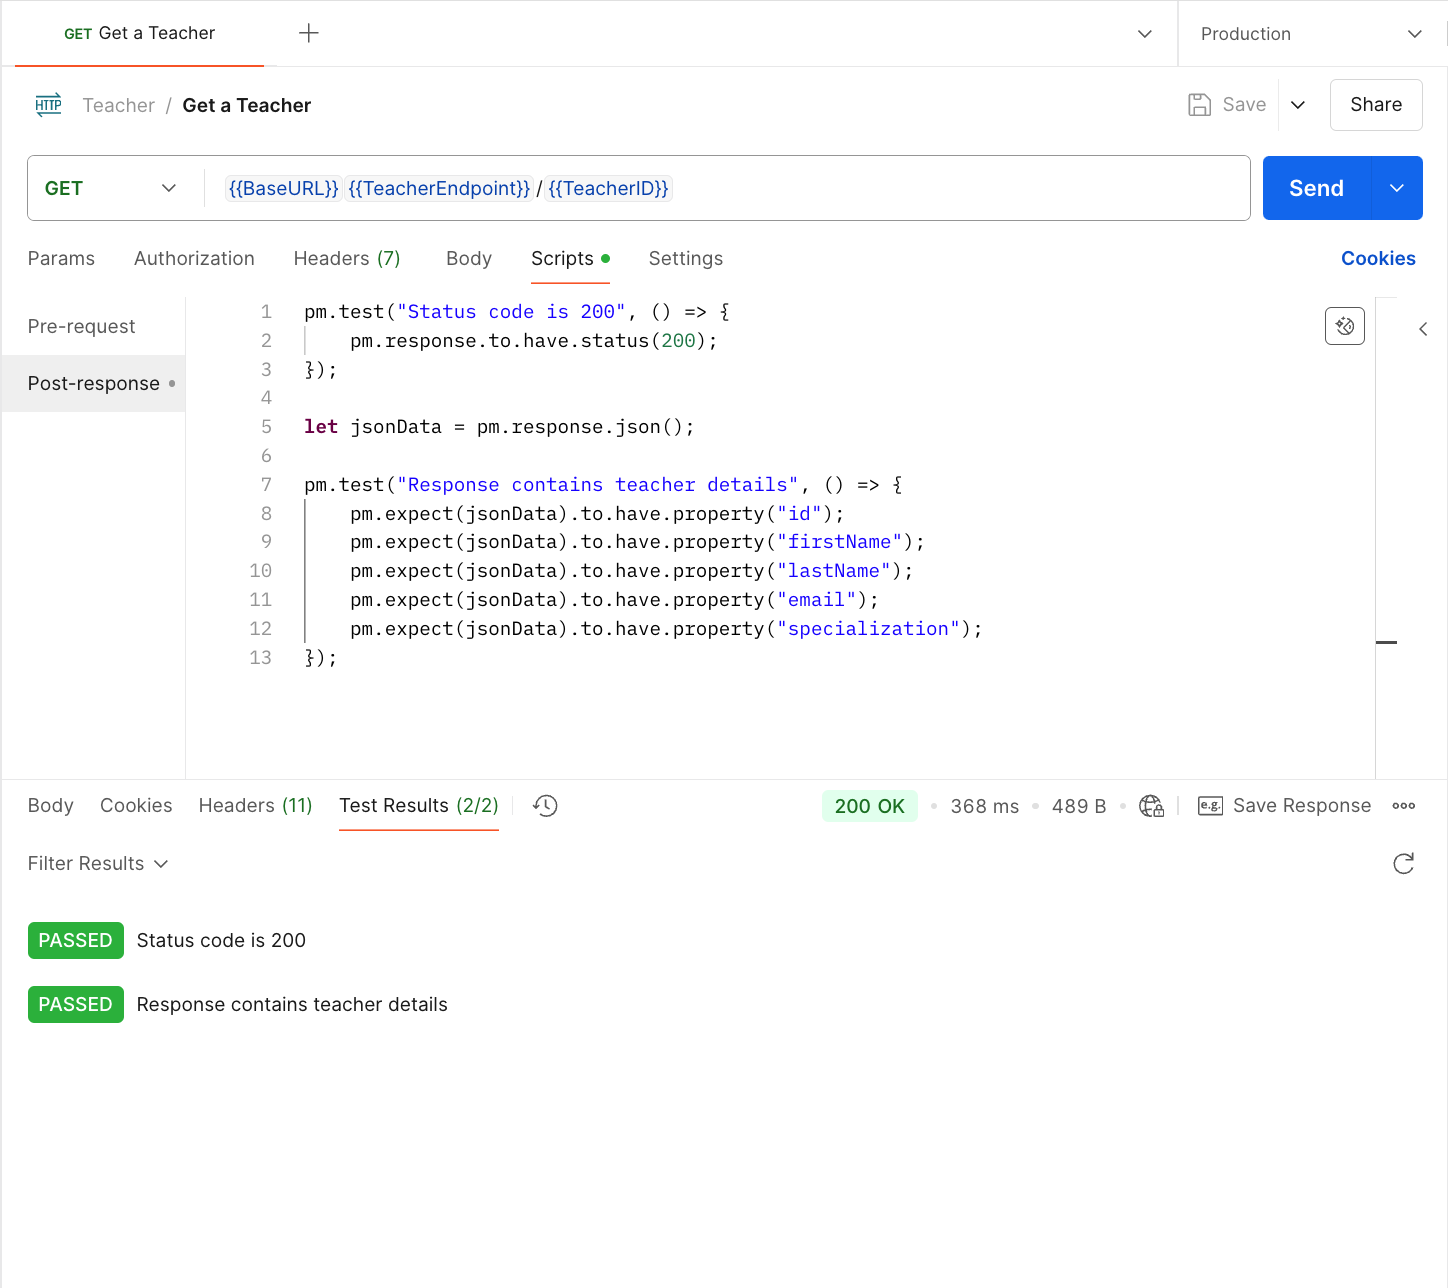 GET Get a Teacher
Production
HTTP Teacher / Get a Teacher
Save
Share
GET
{{BaseURL}} {{TeacherEndpoint}} / {{TeacherID}}
Send
Params Authorization Headers (7) Body Scripts Settings
Cookies
Pre-request
Post-response
1 pm.test("Status code is 200", () => {
2     pm.response.to.have.status(200);
3 });
4
5 let jsonData = pm.response.json();
6
7 pm.test("Response contains teacher details", () => {
8     pm.expect(jsonData).to.have.property("id");
9     pm.expect(jsonData).to.have.property("firstName");
10     pm.expect(jsonData).to.have.property("lastName");
11     pm.expect(jsonData).to.have.property("email");
12     pm.expect(jsonData).to.have.property("specialization");
13 });
Body Cookies Headers (11) Test Results (2/2)
200 OK • 368 ms • 489 B • e.g. Save Response
Filter Results
PASSED Status code is 200
PASSED Response contains teacher details